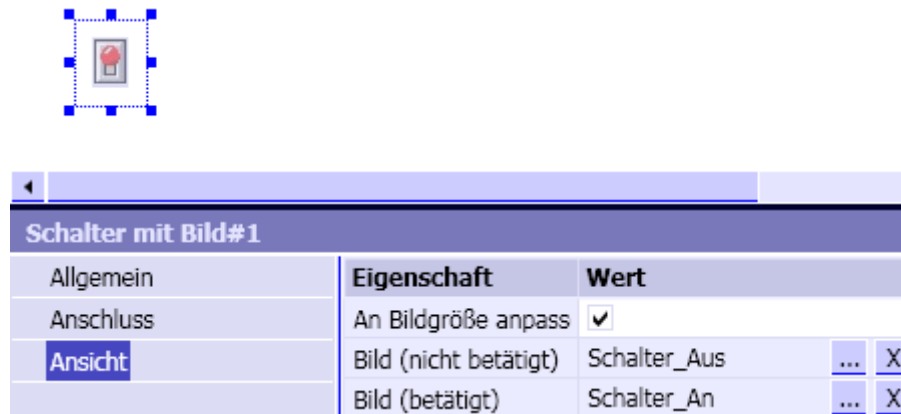 Schalter mit Bild#1
Allgemein
Eigenschaft Wert
Anschluss
An Bildgröße anpass
Ansicht
Bild (nicht betätigt) Schalter_Aus ... X
Bild (betätigt) Schalter_An ... X